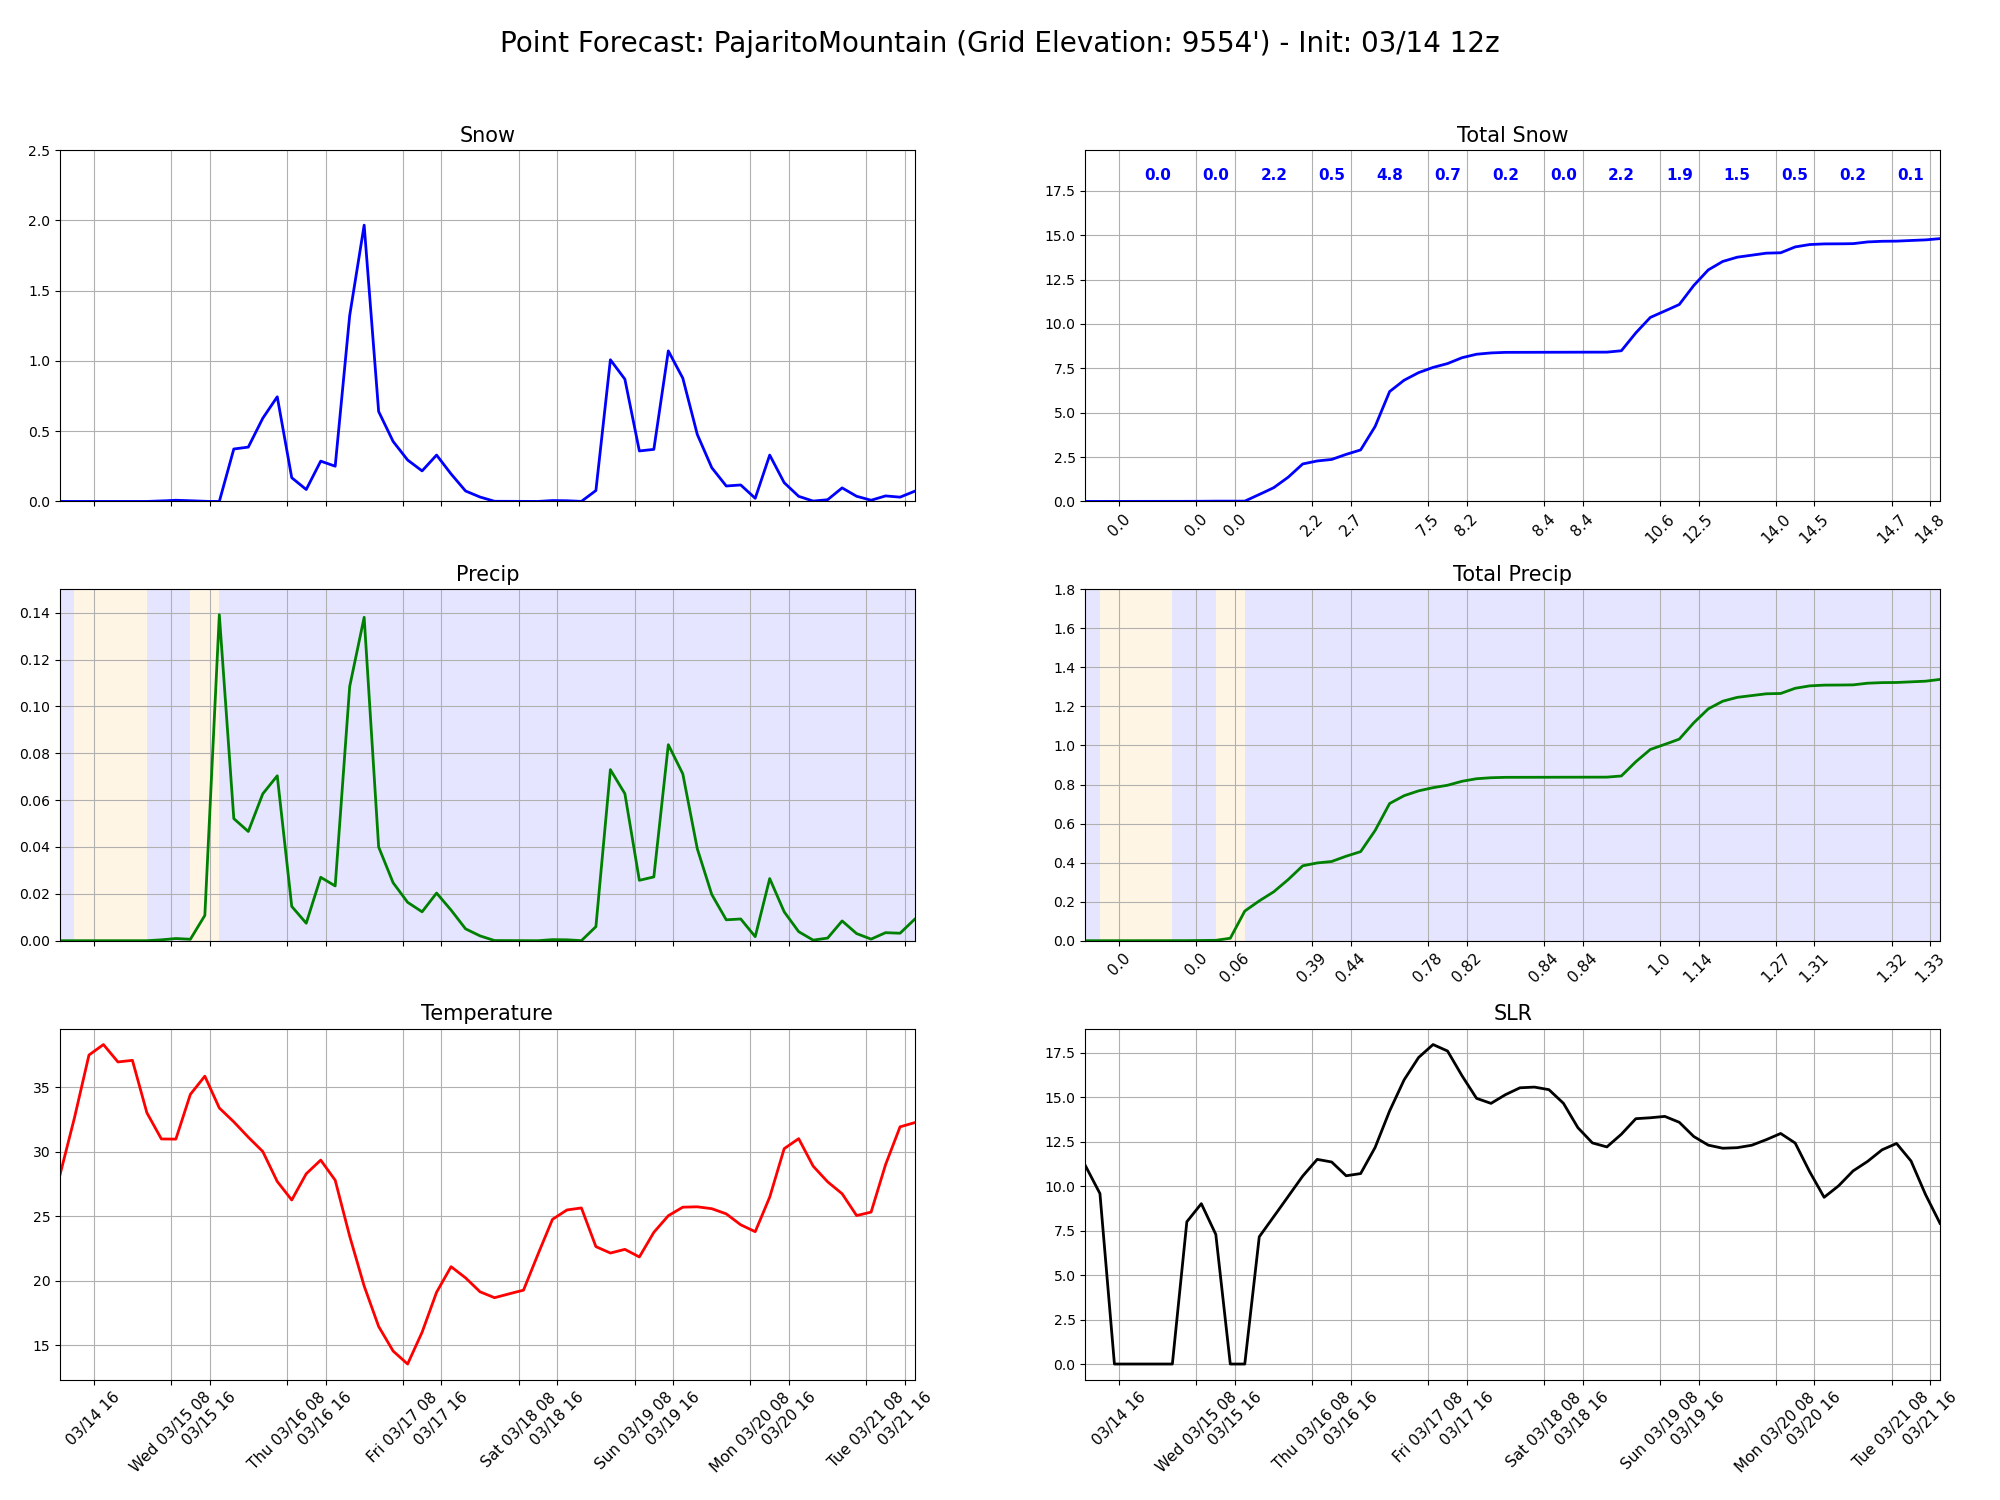 Point Forecast: PajaritoMountain (Grid Elevation: 9554') - Init: 03/14 12z
Snow
2.5
2.0
1.5
1.0
0.5
0.0
Total Snow
0.0 0.0 2.2 0.5 4.8 0.7 0.2 0.0 2.2 1.9 1.5 0.5 0.2 0.1
17.5
15.0
12.5
10.0
7.5
5.0
2.5
0.0
0.0 0.0 0.0 2.2 2.7 7.5 8.2 8.4 8.4 10.6 12.5 14.0 14.5 14.7 14.8
Precip
0.14
0.12
0.10
0.08
0.06
0.04
0.02
0.00
Total Precip
1.8
1.6
1.4
1.2
1.0
0.8
0.6
0.4
0.2
0.0
0.0 0.0 0.06 0.39 0.44 0.78 0.82 0.84 0.84 1.0 1.14 1.27 1.31 1.32 1.33
Temperature
35
30
25
20
15
03/14 16
Wed 03/15 08
03/15 16
Thu 03/16 08
03/16 16
Fri 03/17 08
03/17 16
Sat 03/18 08
03/18 16
Sun 03/19 08
03/19 16
Mon 03/20 08
03/20 16
Tue 03/21 08
03/21 16
SLR
17.5
15.0
12.5
10.0
7.5
5.0
2.5
0.0
03/14 16
Wed 03/15 08
03/15 16
Thu 03/16 08
03/16 16
Fri 03/17 08
03/17 16
Sat 03/18 08
03/18 16
Sun 03/19 08
03/19 16
Mon 03/20 08
03/20 16
Tue 03/21 08
03/21 16